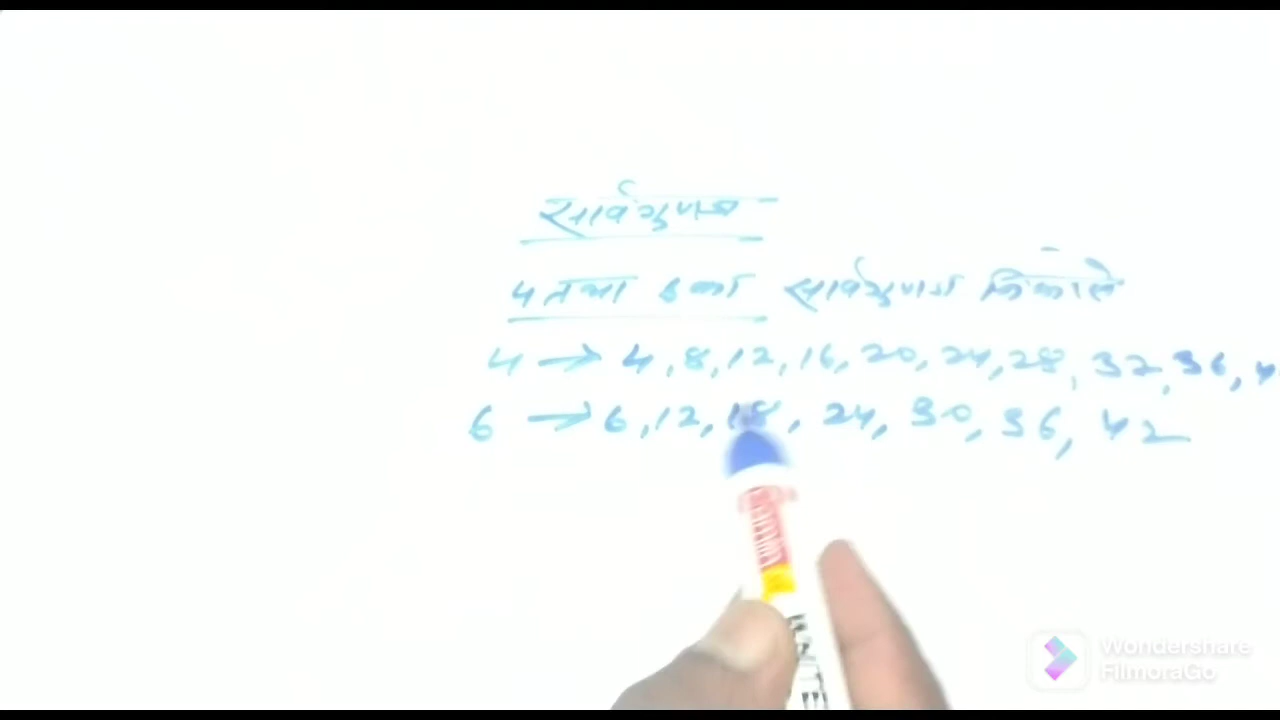 सार्वगुणज
4 तथा 6 का सार्वगुणज निकाले
4 → 4, 8, 12, 16, 20, 24, 28, 32, 36, 4
6 → 6, 12, 18, 24, 30, 36, 42
Wondershare
FilmoraGo